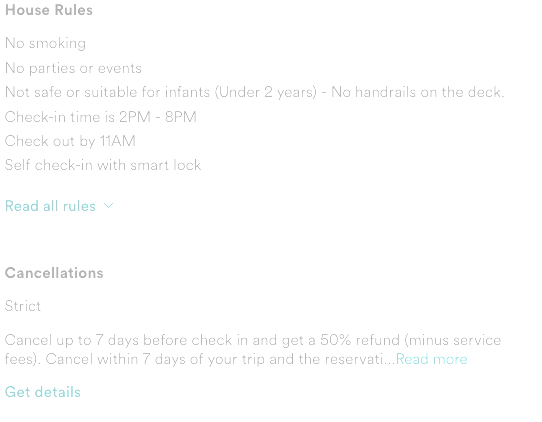 House Rules
No smoking
No parties or events
Not safe or suitable for infants (Under 2 years) - No handrails on the deck.
Check-in time is 2PM - 8PM
Check out by 11AM
Self check-in with smart lock
Read all rules
Cancellations
Strict
Cancel up to 7 days before check in and get a 50% refund (minus service
fees). Cancel within 7 days of your trip and the reservati...Read more
Get details